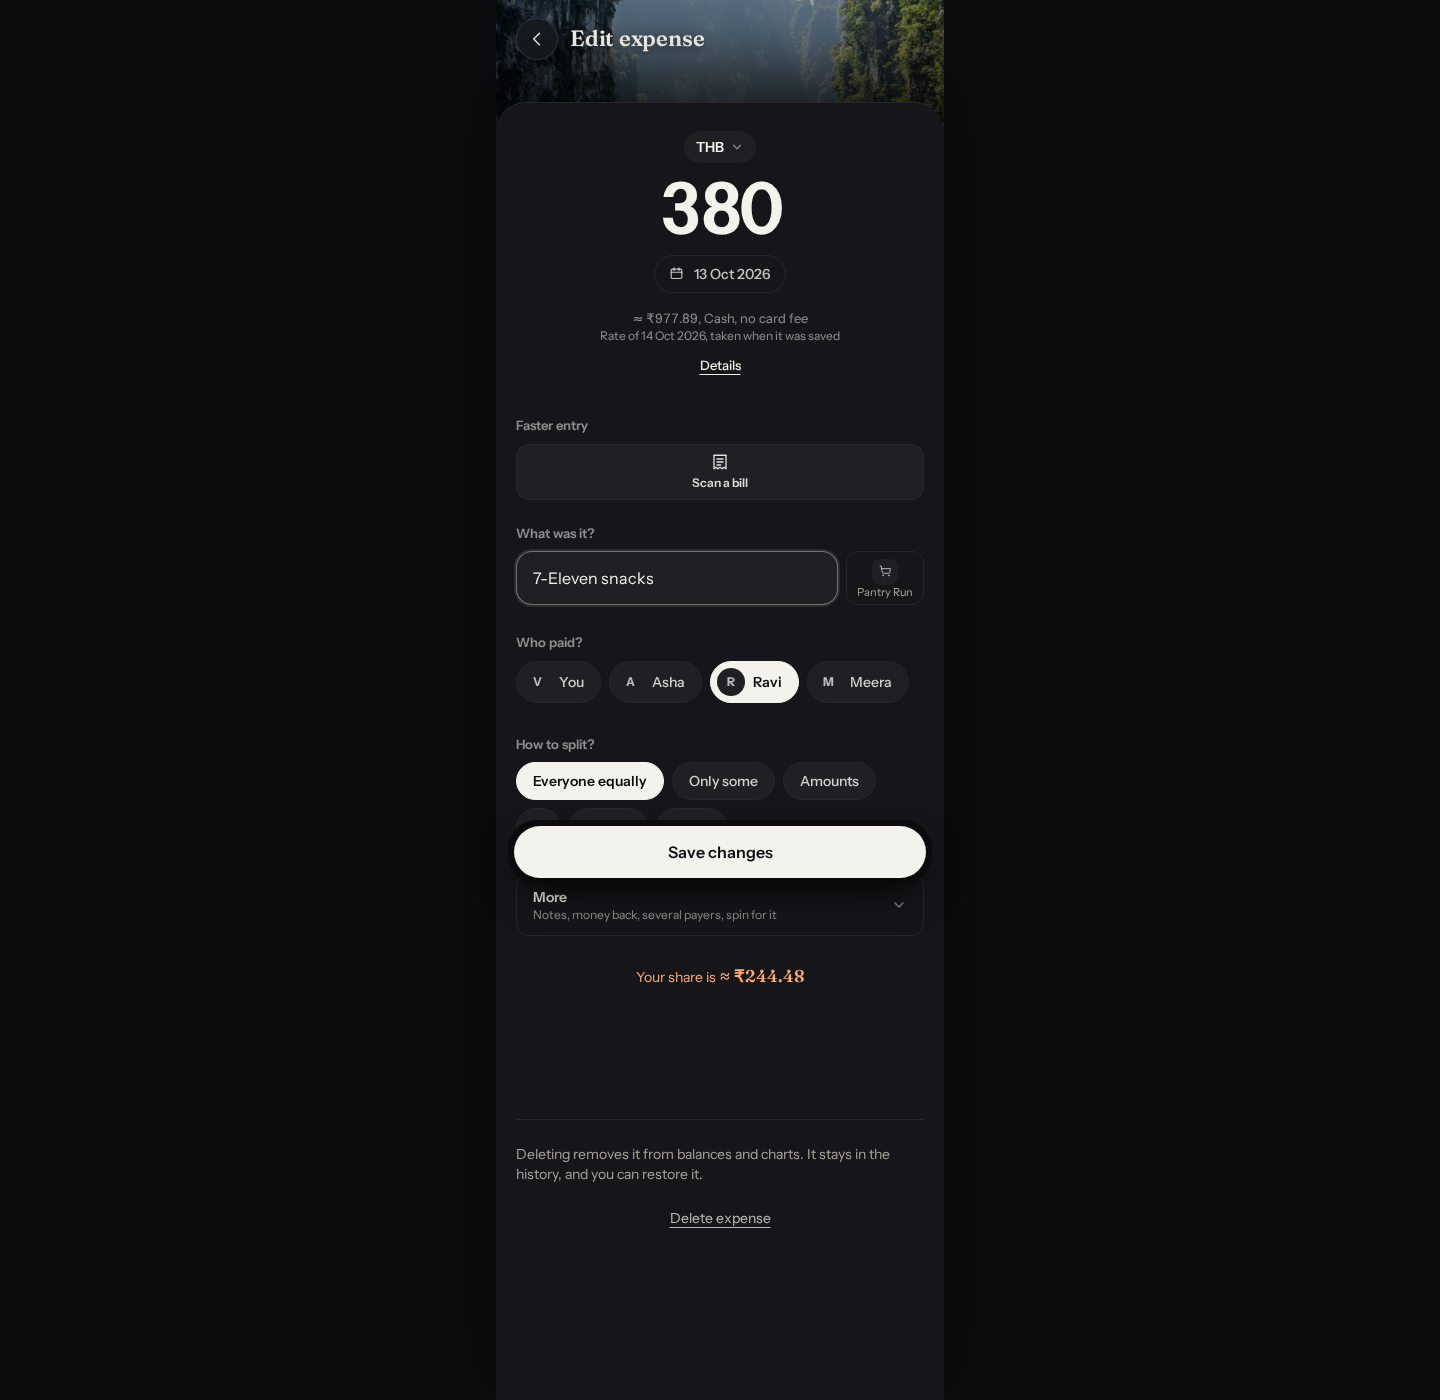 Edit expense
THB
380
13 Oct 2026
≈ ₹977.89, Cash, no card fee
Rate of 14 Oct 2026, taken when it was saved
Details
Faster entry
Scan a bill
What was it?
7-Eleven snacks
Pantry Run
Who paid?
V You A Asha R Ravi M Meera
How to split?
Everyone equally Only some Amounts
Save changes
More
Notes, money back, several payers, spin for it
Your share is ≈ ₹244.48
Deleting removes it from balances and charts. It stays in the
history, and you can restore it.
Delete expense